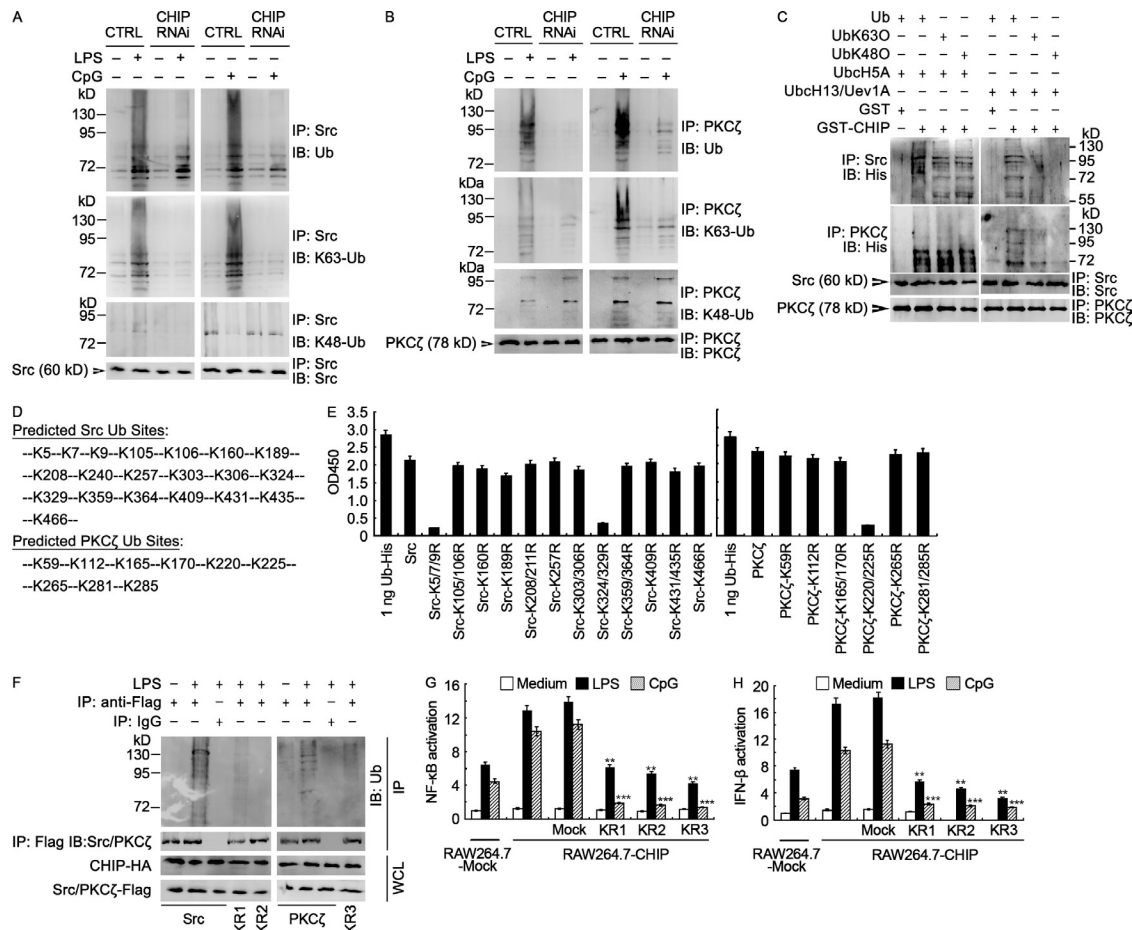 A
CTRL CHIP RNAi CTRL CHIP RNAi
LPS – + – +
CpG – + – +
kD
130
95
72
IP: Src
IB: Ub
kD
130
95
72
IP: Src
IB: K63-Ub
kD
130
95
72
IP: Src
IB: K48-Ub
Src (60 kD)
IP: Src
IB: Src
B
CTRL CHIP RNAi CTRL CHIP RNAi
LPS – + – +
CpG – + – +
kD
130
95
72
IP: PKCζ
IB: Ub
kDa
130
95
72
IP: PKCζ
IB: K63-Ub
kDa
130
95
72
IP: PKCζ
IB: K48-Ub
PKCζ (78 kD)
IP: PKCζ
IB: PKCζ
C
Ub + + – – + + – –
UbK63O – – + – – – + –
UbK48O – – – + – – – +
UbcH5A + + + + – – – –
UbcH13/Uev1A – – – – + + + +
GST + – – – + – – –
GST-CHIP – + + + – + + +
kD
IP: Src
IB: His
130
95
72
55
kD
IP: PKCζ
IB: His
130
95
72
Src (60 kD)
IP: Src
IB: Src
PKCζ (78 kD)
IP: PKCζ
IB: PKCζ
D
Predicted Src Ub Sites:
--K5--K7--K9--K105--K106--K160--K189--
--K208--K240--K257--K303--K306--K324--
--K329--K359--K364--K409--K431--K435--
--K466--
Predicted PKCζ Ub Sites:
--K59--K112--K165--K170--K220--K225--
--K265--K281--K285
E
OD450
3.5
3.0
2.5
2.0
1.5
1.0
0.5
0
1 ng Ub-His
Src
Src-K5/7/9R
Src-K105/106R
Src-K160R
Src-K189R
Src-K208/211R
Src-K257R
Src-K303/306R
Src-K324/329R
Src-K359/364R
Src-K409R
Src-K431/435R
Src-K466R
1 ng Ub-His
PKCζ
PKCζ-K59R
PKCζ-K112R
PKCζ-K165/170R
PKCζ-K220/225R
PKCζ-K265R
PKCζ-K281/285R
F
LPS – + + + + – + + +
IP: anti-Flag + + – + + + + – +
IP: IgG – – + – – – – + –
kD
130
95
72
IB: Ub
IP
IP: Flag IB:Src/PKCζ
CHIP-HA
Src/PKCζ-Flag
WCL
Src KR1 KR2 PKCζ KR3
G
Medium LPS CpG
NF-κB activation
16
12
8
4
0
** *** ** *** ** ***
Mock KR1 KR2 KR3
RAW264.7
-Mock
RAW264.7-CHIP
H
Medium LPS CpG
IFN-β activation
20
16
12
8
4
0
** *** ** *** ** ***
Mock KR1 KR2 KR3
RAW264.7
-Mock
RAW264.7-CHIP